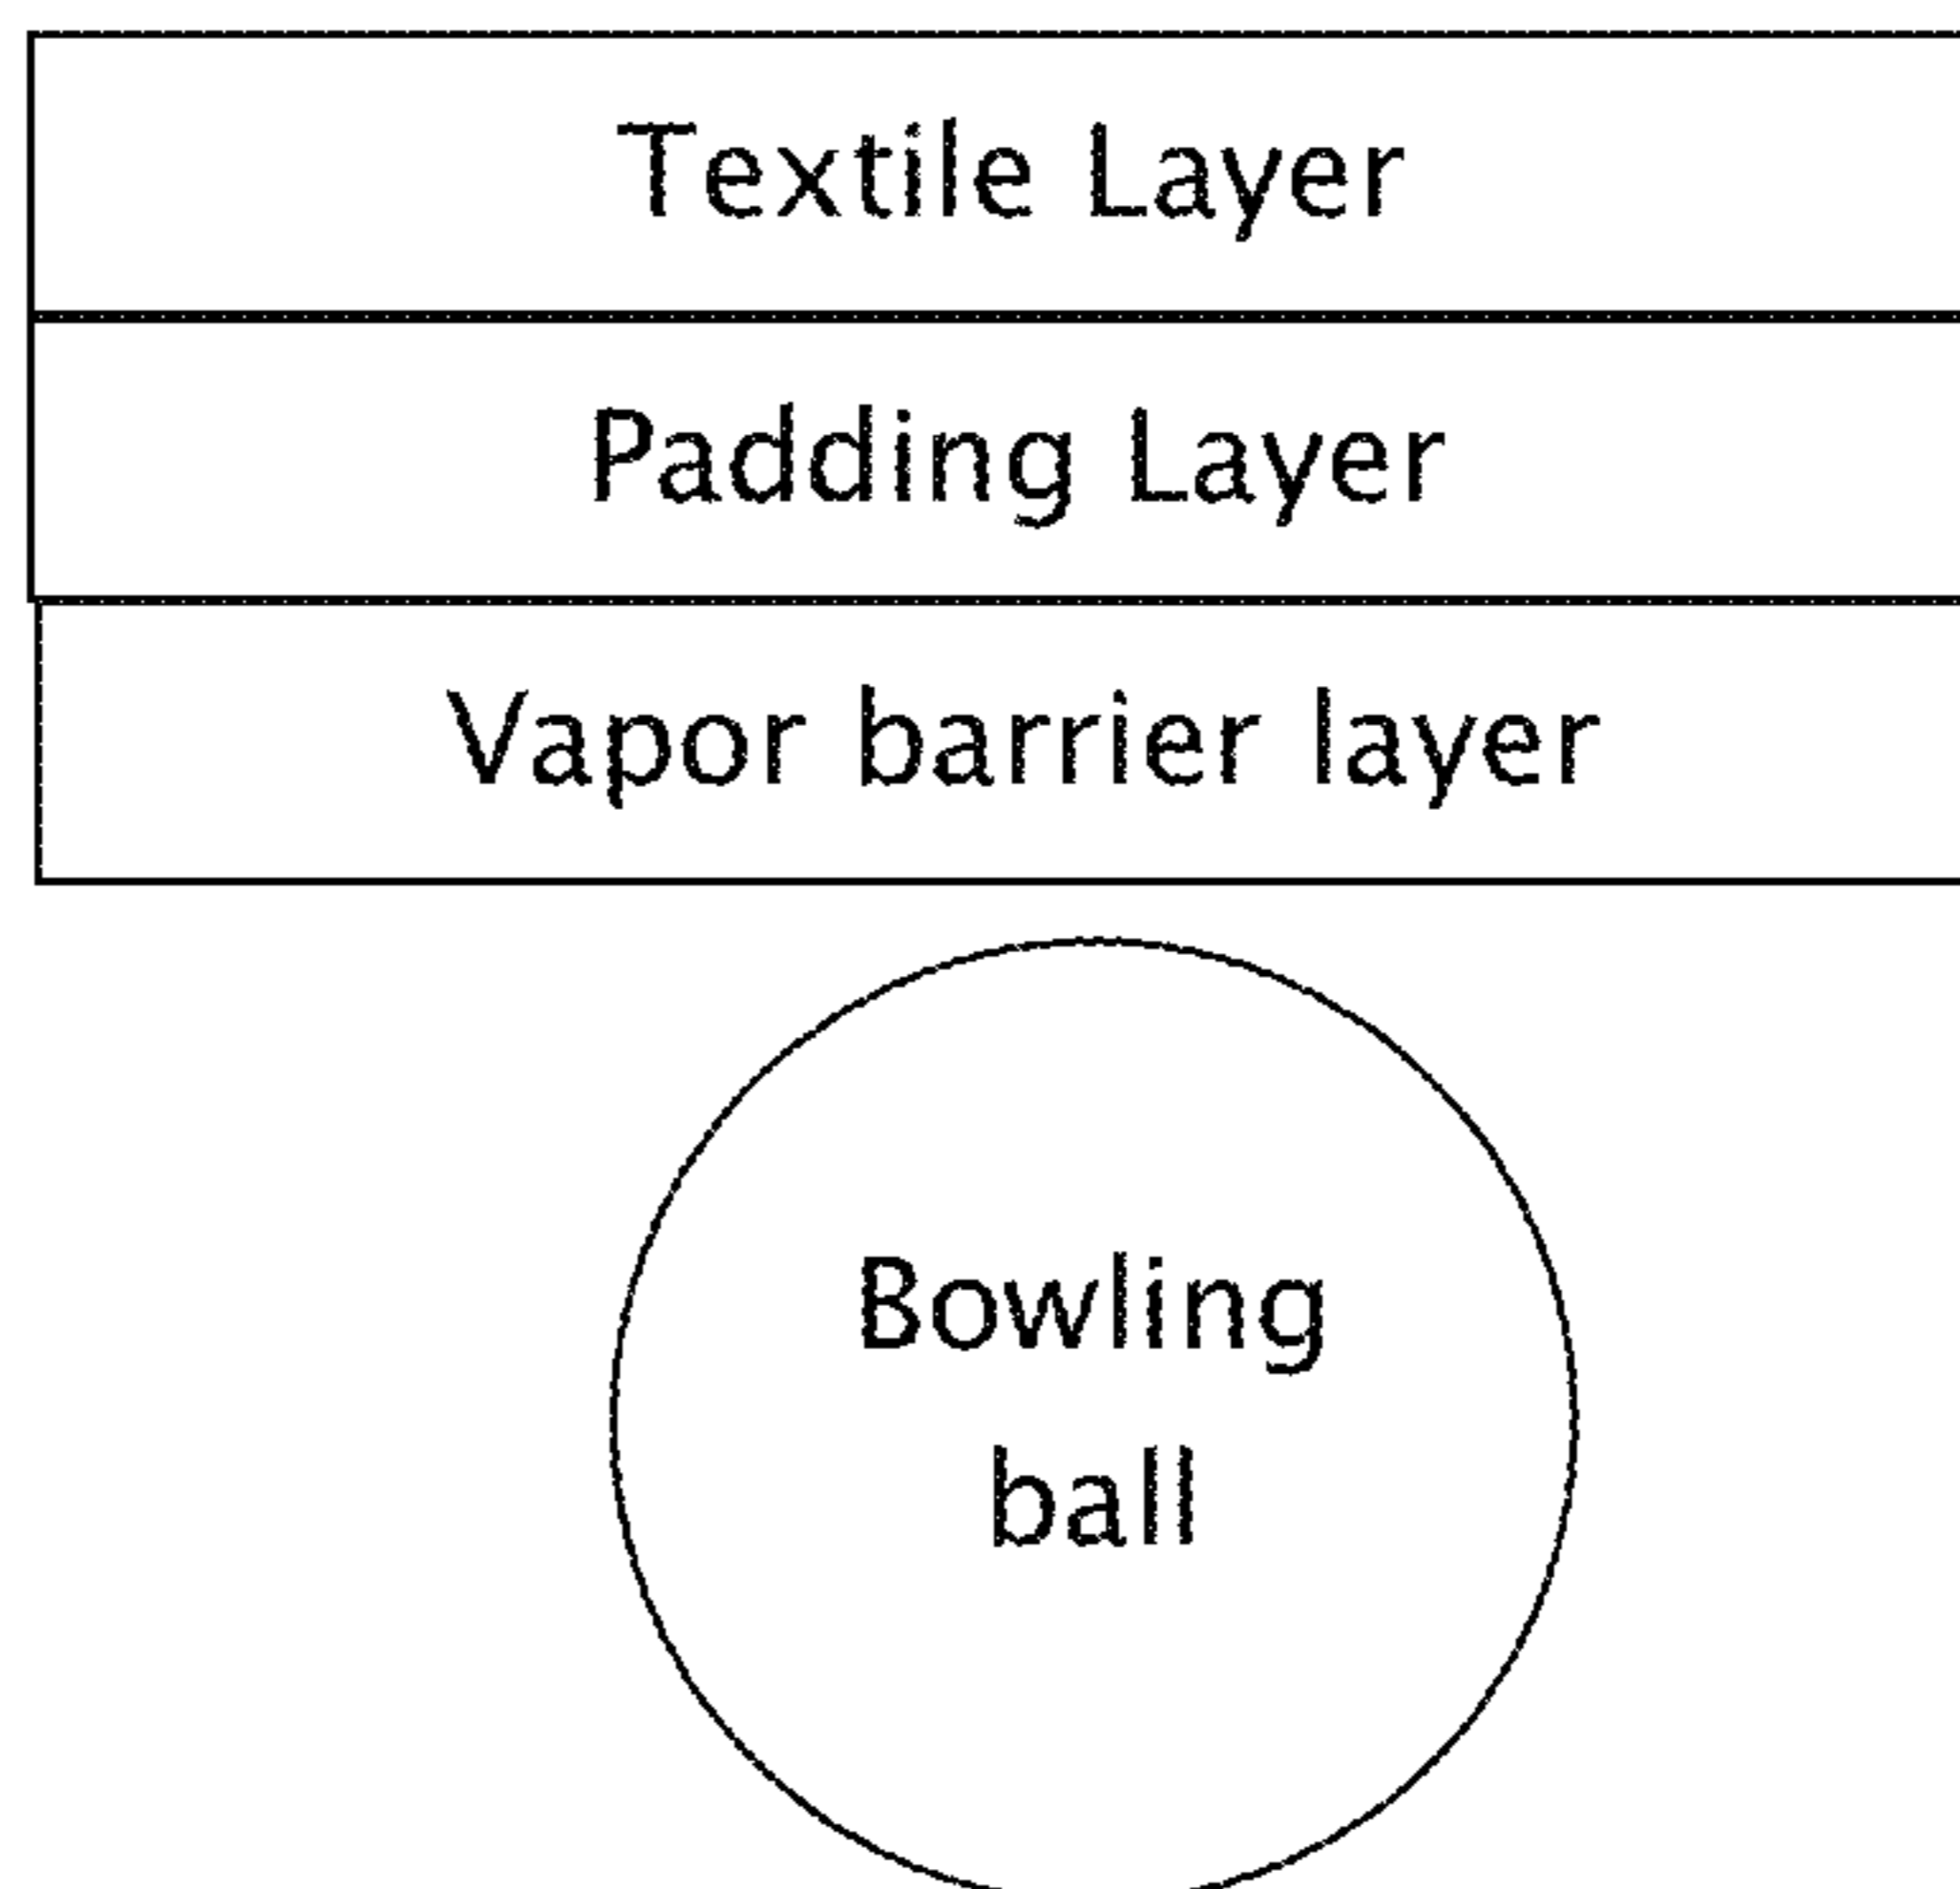 Textile Layer
Padding Layer
Vapor barrier layer
Bowling
ball